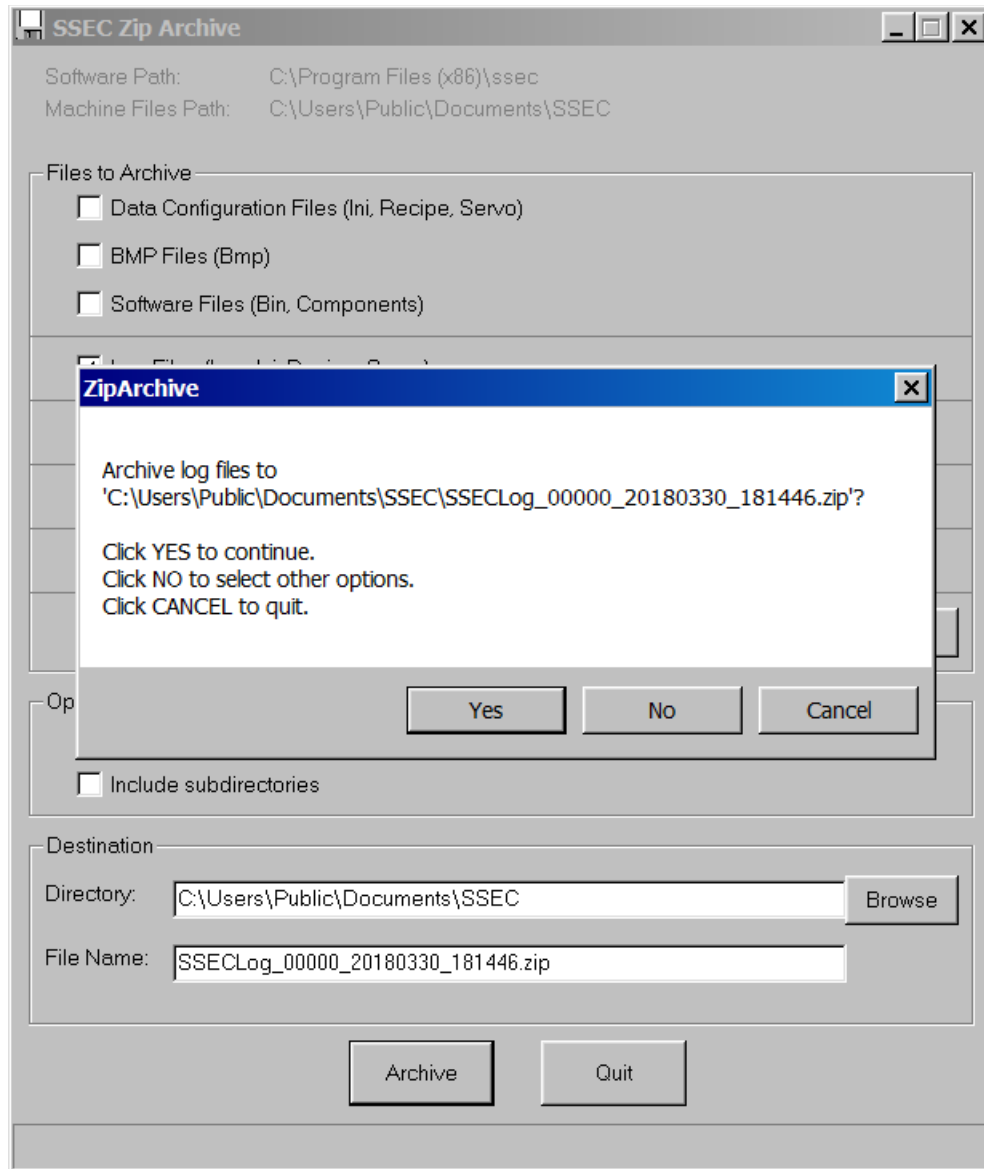 SSEC Zip Archive
Software Path: C:\Program Files (x86)\ssec
Machine Files Path: C:\Users\Public\Documents\SSEC
Files to Archive
Data Configuration Files (Ini, Recipe, Servo)
BMP Files (Bmp)
Software Files (Bin, Components)
ZipArchive
Archive log files to
'C:\Users\Public\Documents\SSEC\SSECLog_00000_20180330_181446.zip'?
Click YES to continue.
Click NO to select other options.
Click CANCEL to quit.
Yes No Cancel
Op
Include subdirectories
Destination
Directory: C:\Users\Public\Documents\SSEC Browse
File Name: SSECLog_00000_20180330_181446.zip
Archive Quit